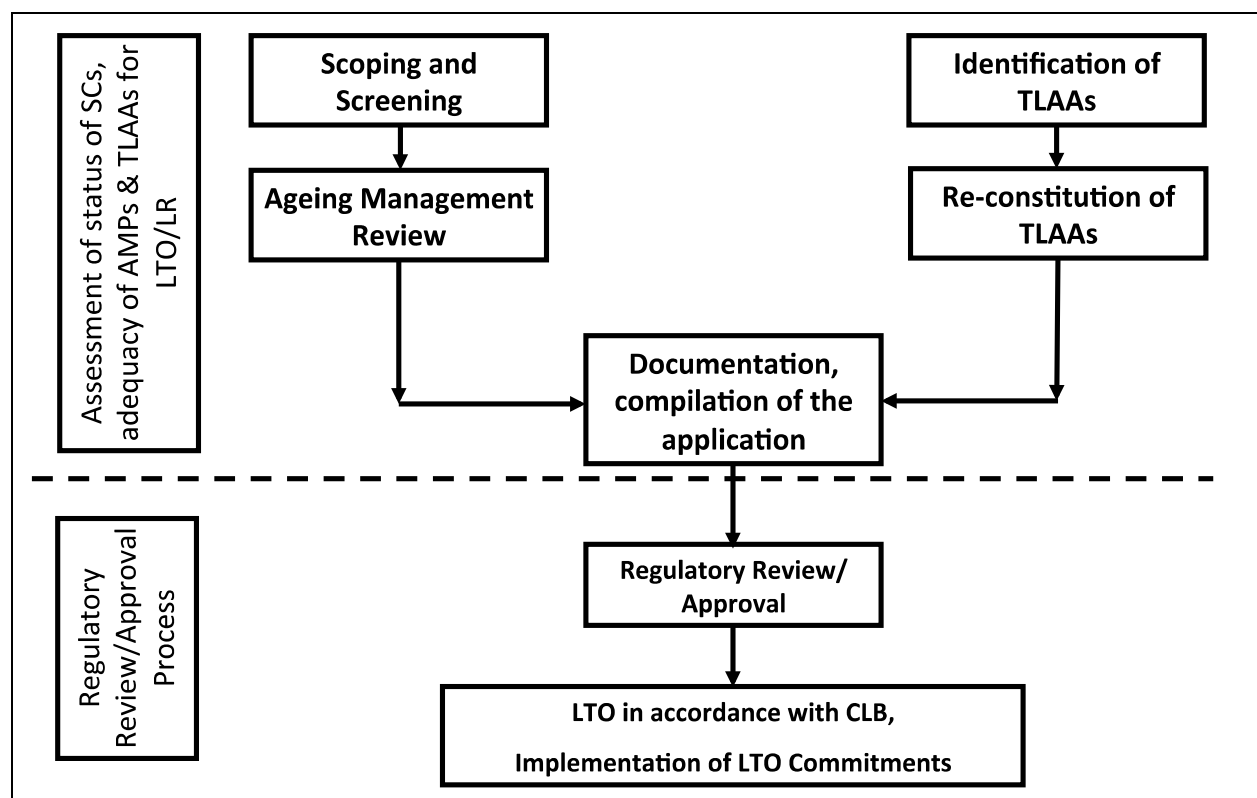 Assessment of status of SCs,
adequacy of AMPs & TLAAs for
LTO/LR
Scoping and
Screening
Identification of
TLAAs
Ageing Management
Review
Re-constitution of
TLAAs
Documentation,
compilation of the
application
Regulatory
Review/Approval
Process
Regulatory Review/
Approval
LTO in accordance with CLB,
Implementation of LTO Commitments